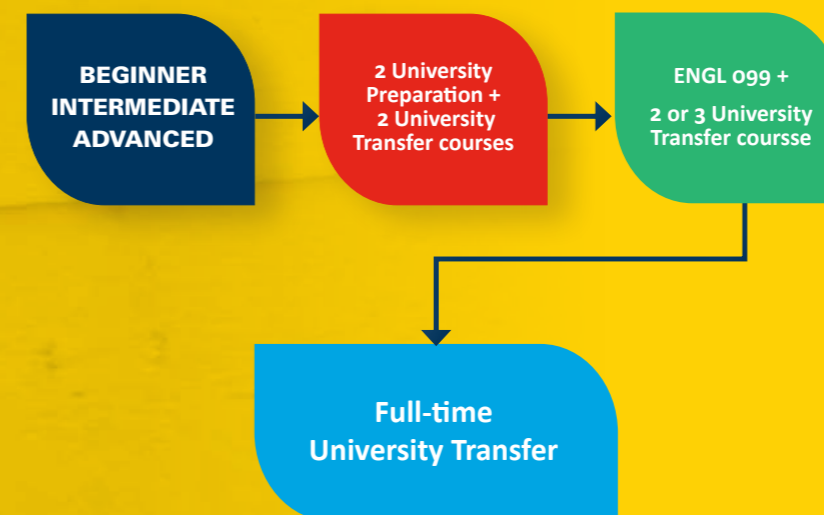 BEGINNER
INTERMEDIATE
ADVANCED
2 University
Preparation +
2 University
Transfer courses
ENGL 099 +
2 or 3 University
Transfer coursse
Full-time
University Transfer